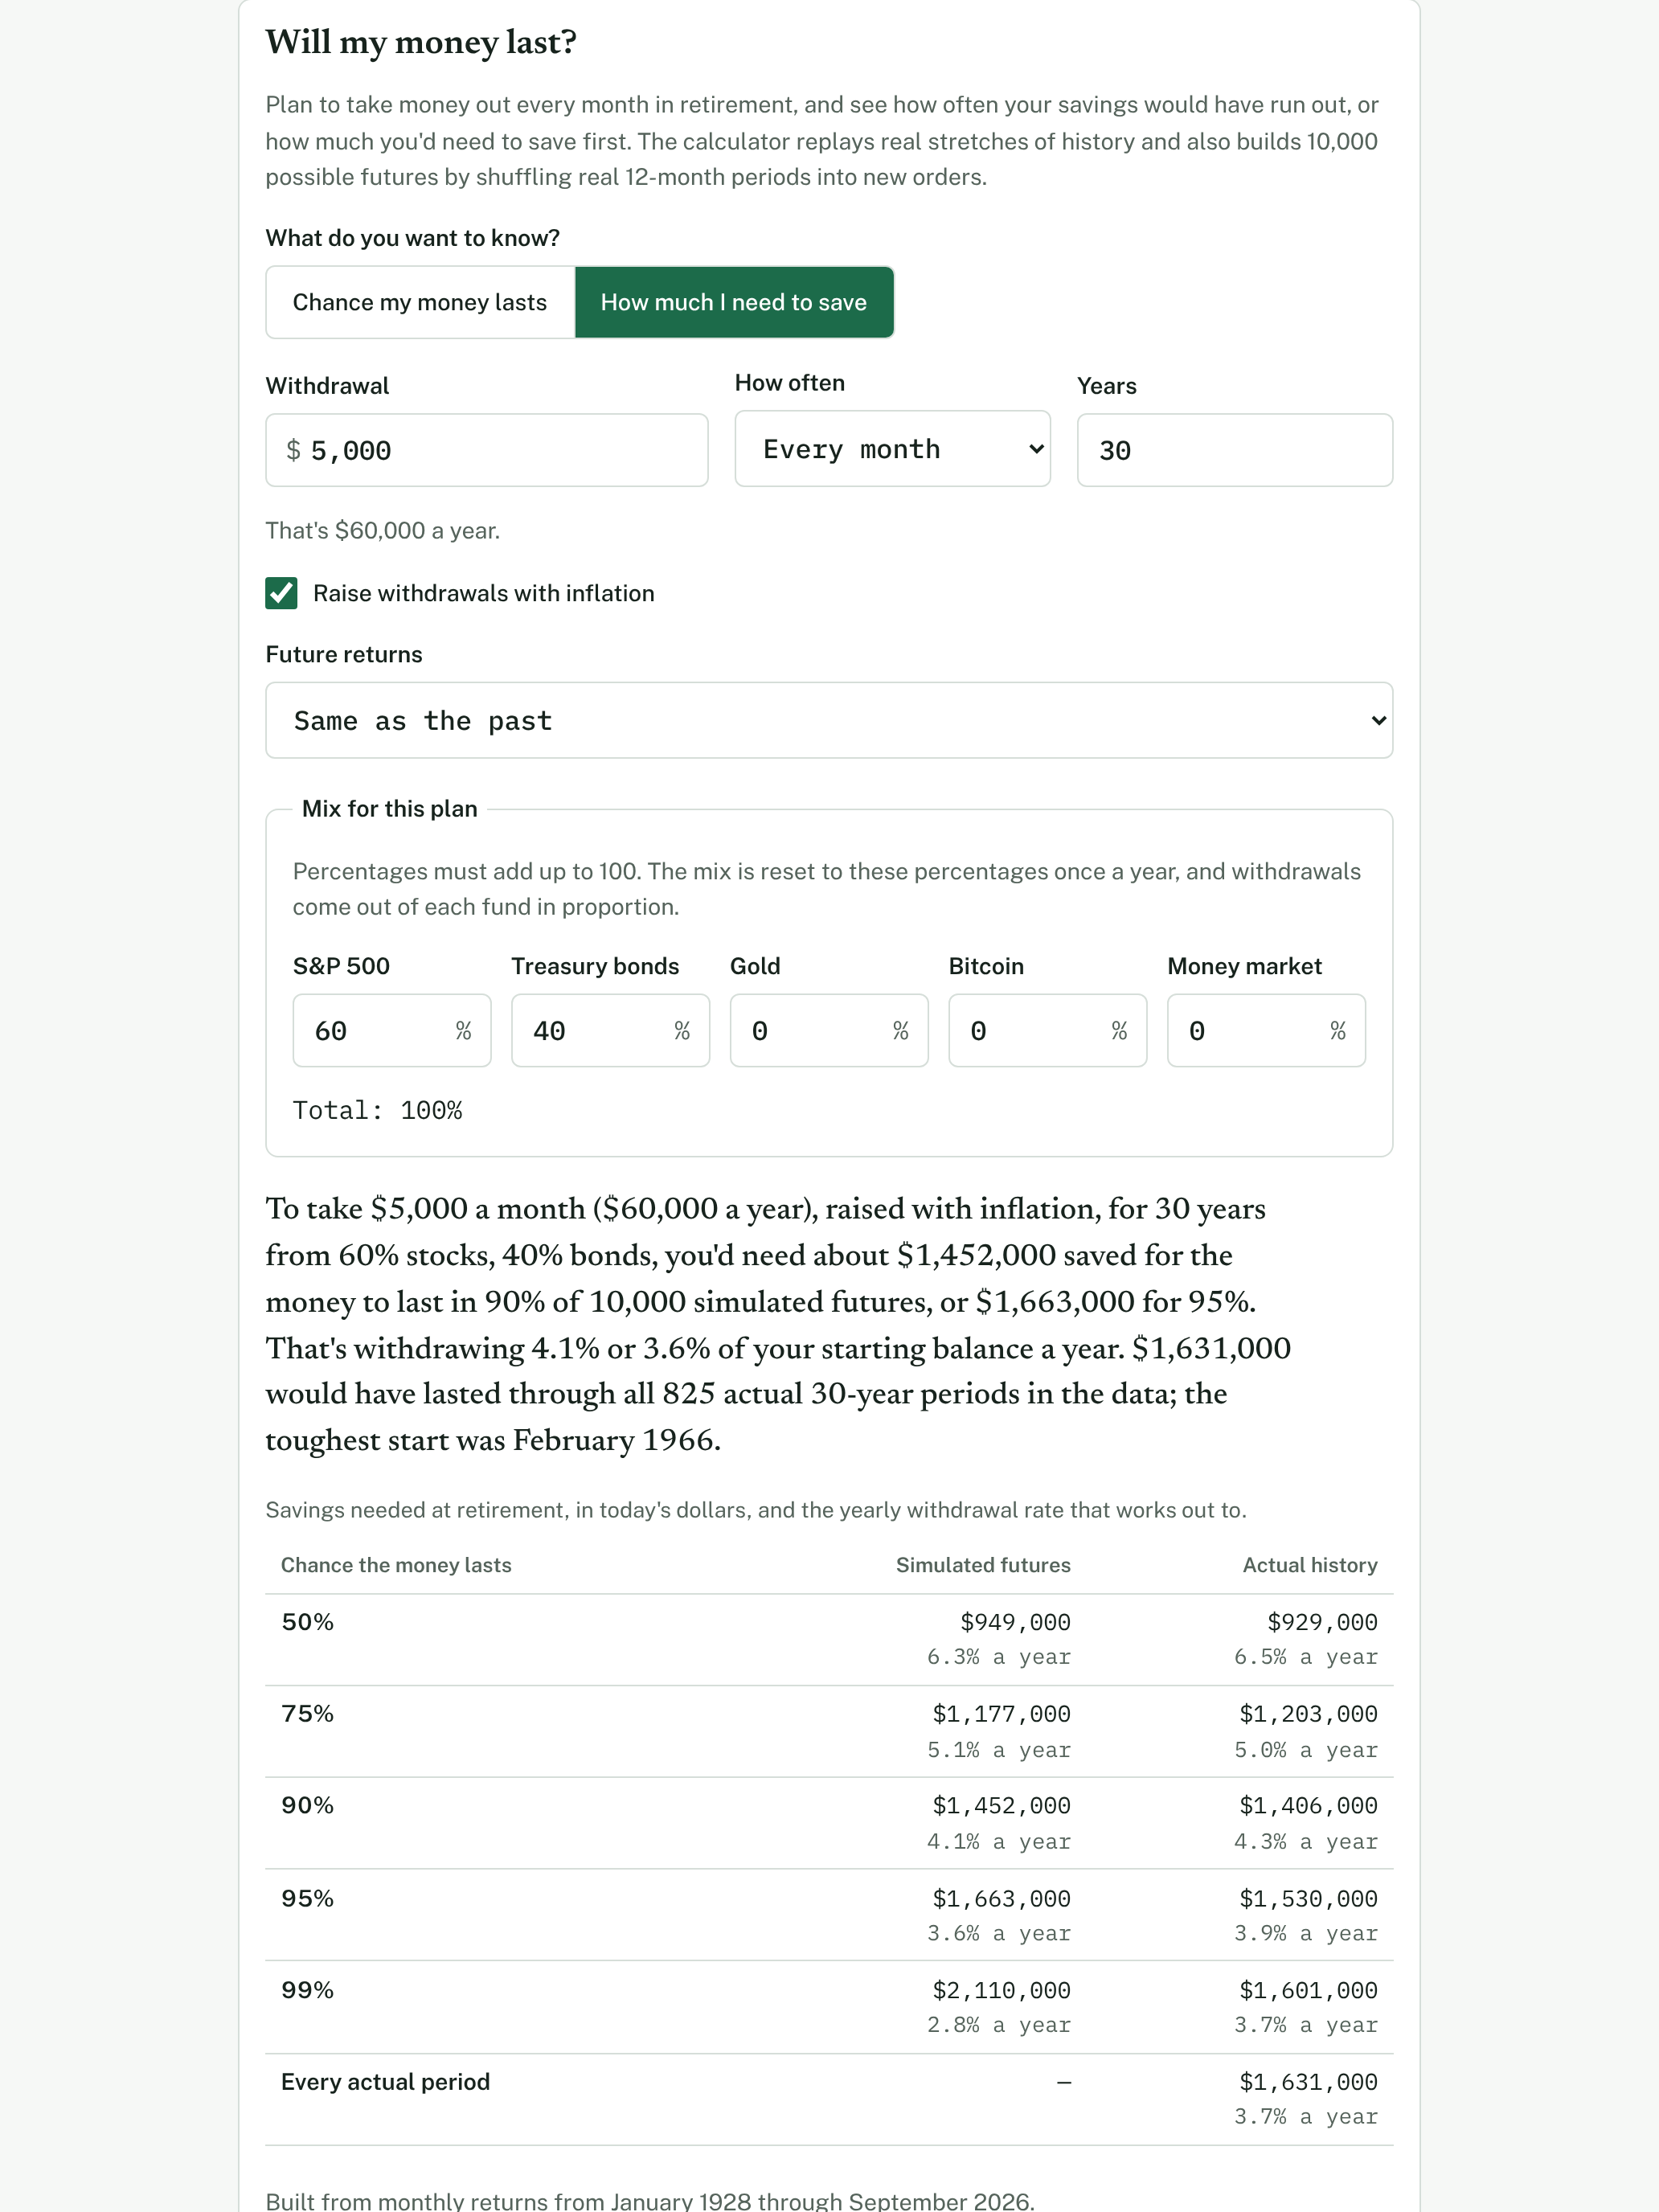 Will my money last?
Plan to take money out every month in retirement, and see how often your savings would have run out, or
how much you'd need to save first. The calculator replays real stretches of history and also builds 10,000
possible futures by shuffling real 12-month periods into new orders.
What do you want to know?
Chance my money lasts How much I need to save
Withdrawal How often Years
$ 5,000 Every month 30
That's $60,000 a year.
Raise withdrawals with inflation
Future returns
Same as the past
Mix for this plan
Percentages must add up to 100. The mix is reset to these percentages once a year, and withdrawals
come out of each fund in proportion.
S&P 500 Treasury bonds Gold Bitcoin Money market
60 % 40 % 0 % 0 % 0 %
Total: 100%
To take $5,000 a month ($60,000 a year), raised with inflation, for 30 years
from 60% stocks, 40% bonds, you'd need about $1,452,000 saved for the
money to last in 90% of 10,000 simulated futures, or $1,663,000 for 95%.
That's withdrawing 4.1% or 3.6% of your starting balance a year. $1,631,000
would have lasted through all 825 actual 30-year periods in the data; the
toughest start was February 1966.
Savings needed at retirement, in today's dollars, and the yearly withdrawal rate that works out to.
Chance the money lasts Simulated futures Actual history
50% $949,000 $929,000
6.3% a year 6.5% a year
75% $1,177,000 $1,203,000
5.1% a year 5.0% a year
90% $1,452,000 $1,406,000
4.1% a year 4.3% a year
95% $1,663,000 $1,530,000
3.6% a year 3.9% a year
99% $2,110,000 $1,601,000
2.8% a year 3.7% a year
Every actual period — $1,631,000
3.7% a year
Built from monthly returns from January 1928 through September 2026.